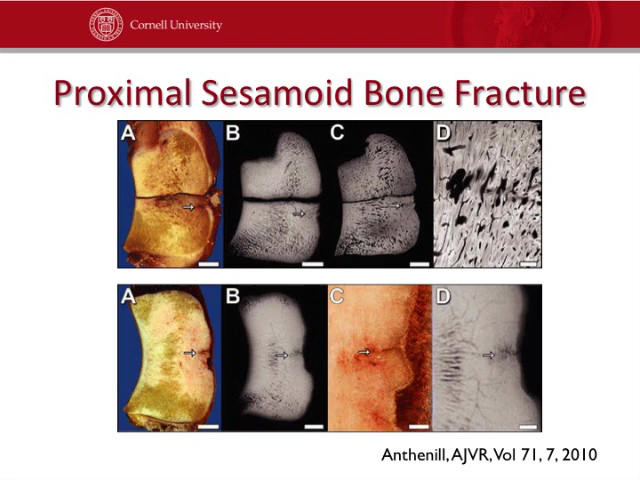 Cornell University
Proximal Sesamoid Bone Fracture
A B C D
A B C D
Anthenill, AJVR, Vol 71, 7, 2010